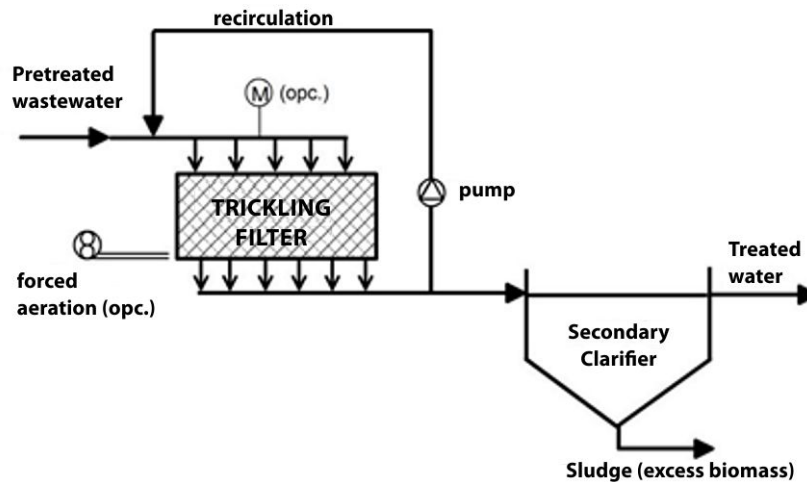 recirculation
Pretreated
wastewater
M (opc.)
TRICKLING
FILTER
pump
forced
aeration (opc.)
Treated
water
Secondary
Clarifier
Sludge (excess biomass)